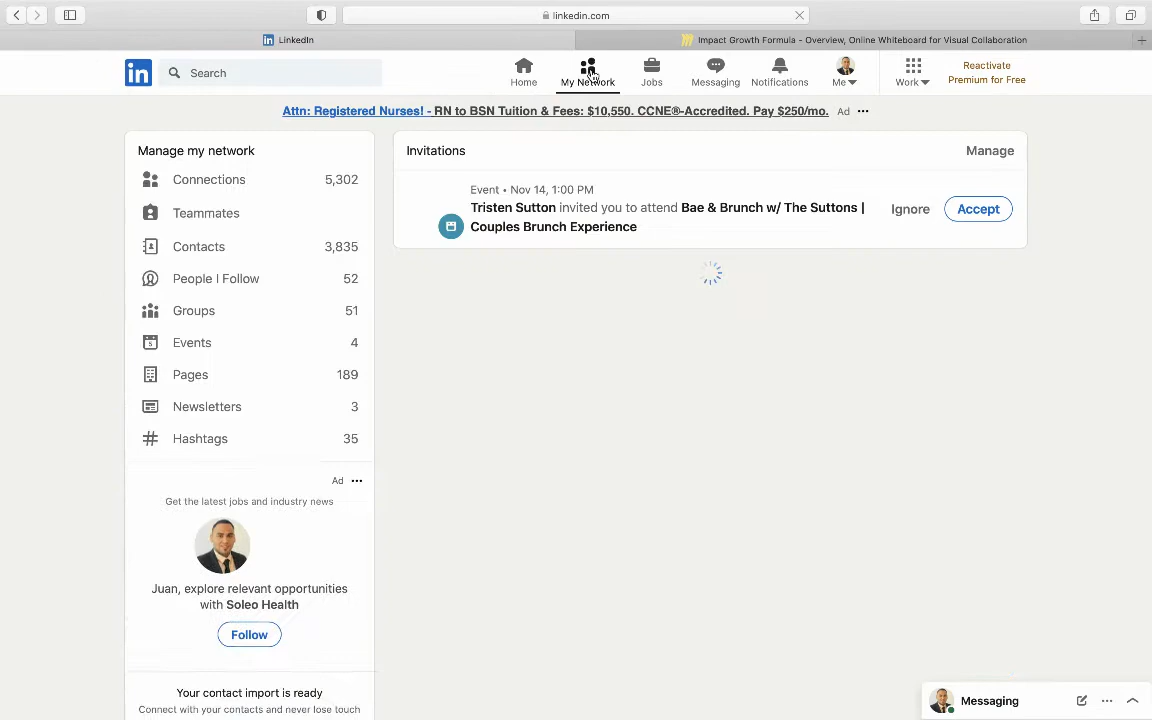 linkedin.com
LinkedIn
Impact Growth Formula - Overview, Online Whiteboard for Visual Collaboration
in
Search
Home
My Network
Jobs
Messaging
Notifications
Me
Work
Reactivate
Premium for Free
Attn: Registered Nurses! - RN to BSN Tuition & Fees: $10,550. CCNE®-Accredited. Pay $250/mo. Ad
Manage my network
Connections 5,302
Teammates
Contacts 3,835
People I Follow 52
Groups 51
Events 4
Pages 189
Newsletters 3
Hashtags 35
Ad
Get the latest jobs and industry news
Juan, explore relevant opportunities
with Soleo Health
Follow
Your contact import is ready
Connect with your contacts and never lose touch
Invitations
Manage
Event • Nov 14, 1:00 PM
Tristen Sutton invited you to attend Bae & Brunch w/ The Suttons |
Couples Brunch Experience
Ignore
Accept
Messaging